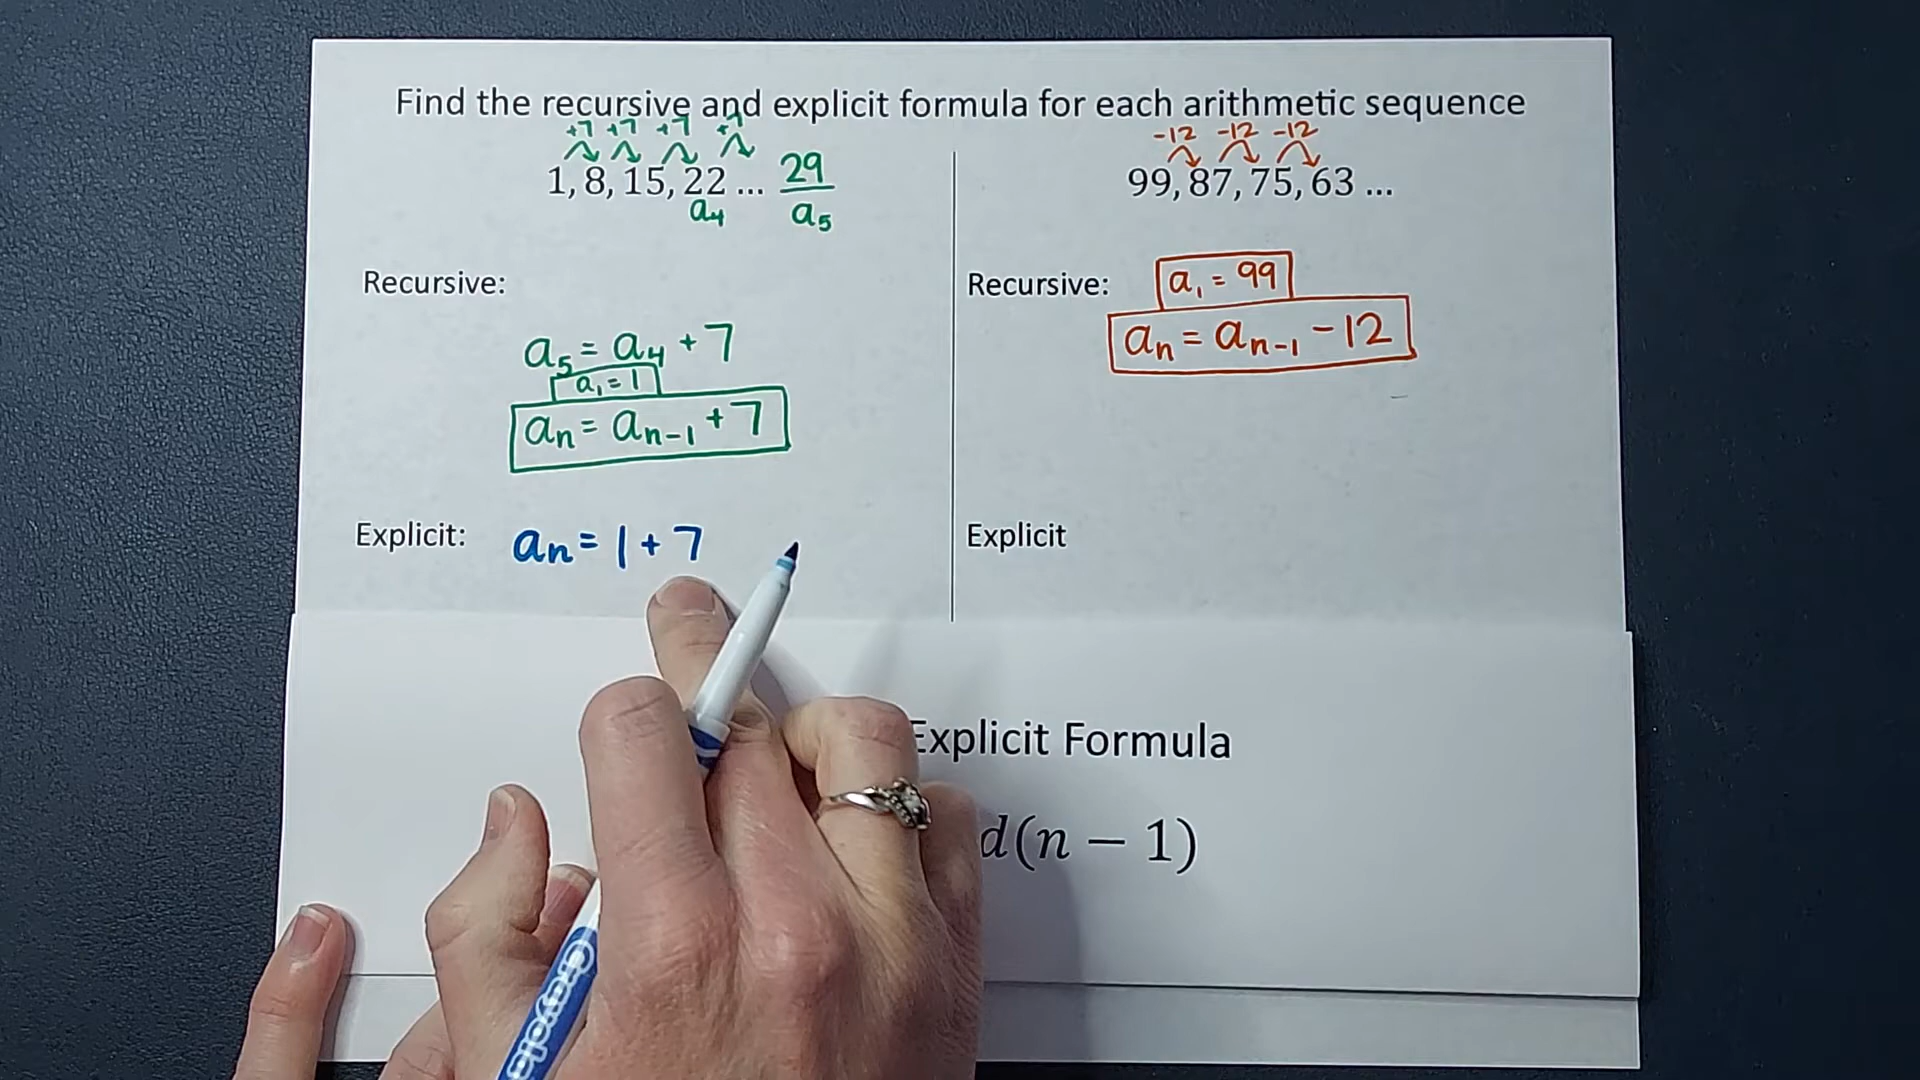 Find the recursive and explicit formula for each arithmetic sequence
+7 +7 +7 +7
1, 8, 15, 22 ... 29
a₄ a₅
Recursive:
a₅ = a₄ + 7
a₁ = 1
aₙ = aₙ₋₁ + 7
Explicit: aₙ = 1 + 7
-12 -12 -12
99, 87, 75, 63 ...
Recursive: a₁ = 99
aₙ = aₙ₋₁ - 12
Explicit
Explicit Formula
d(n − 1)
Crayola